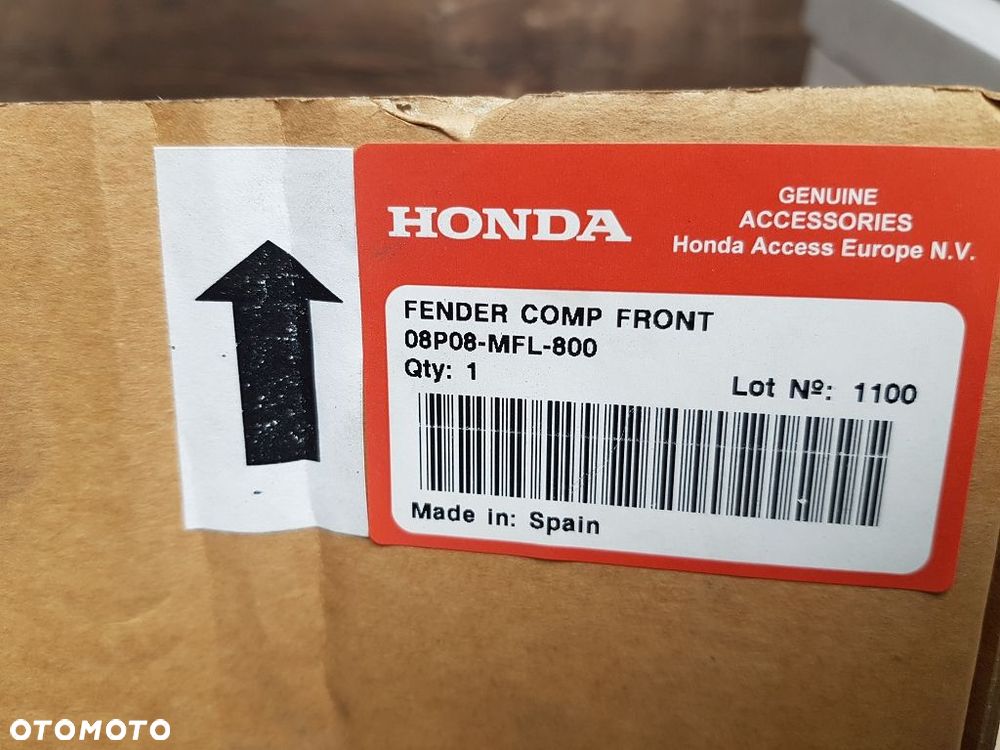 HONDA
GENUINE
ACCESSORIES
Honda Access Europe N.V.
FENDER COMP FRONT
08P08-MFL-800
Qty: 1
Lot Nº: 1100
Made in: Spain
OTOMOTO